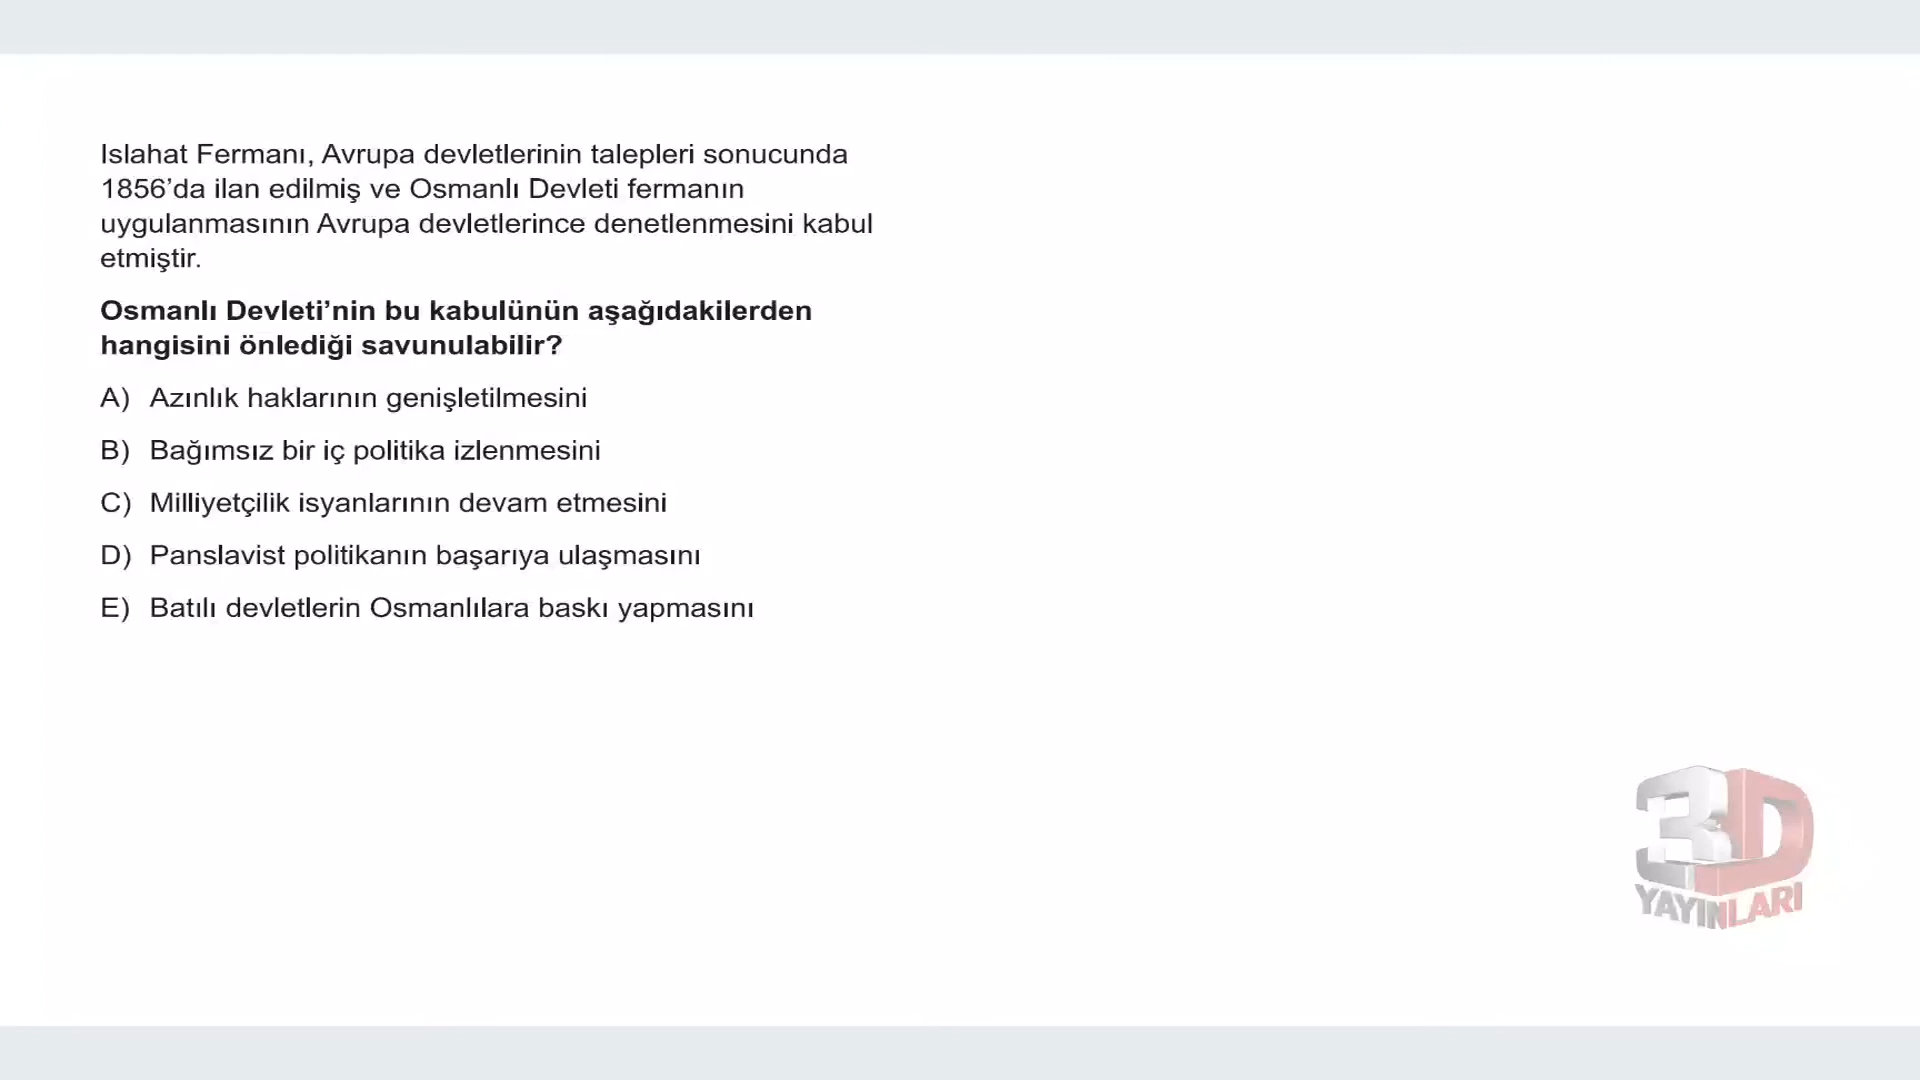 Islahat Fermanı, Avrupa devletlerinin talepleri sonucunda
1856’da ilan edilmiş ve Osmanlı Devleti fermanın
uygulanmasının Avrupa devletlerince denetlenmesini kabul
etmiştir.
Osmanlı Devleti’nin bu kabulünün aşağıdakilerden
hangisini önlediği savunulabilir?
A) Azınlık haklarının genişletilmesini
B) Bağımsız bir iç politika izlenmesini
C) Milliyetçilik isyanlarının devam etmesini
D) Panslavist politikanın başarıya ulaşmasını
E) Batılı devletlerin Osmanlılara baskı yapmasını
3D
YAYINLARI